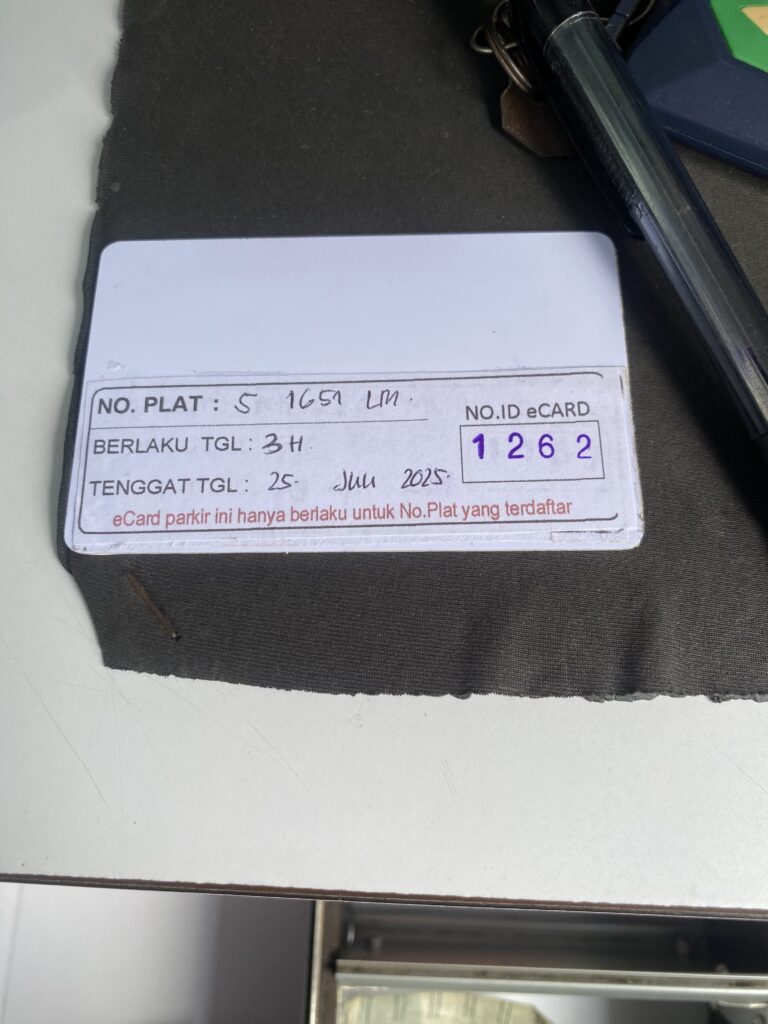 NO. PLAT : S 1651 LM.
NO.ID eCARD
BERLAKU TGL : 3 H
1262
TENGGAT TGL : 25. Juli 2025.
eCard parkir ini hanya berlaku untuk No.Plat yang terdaftar